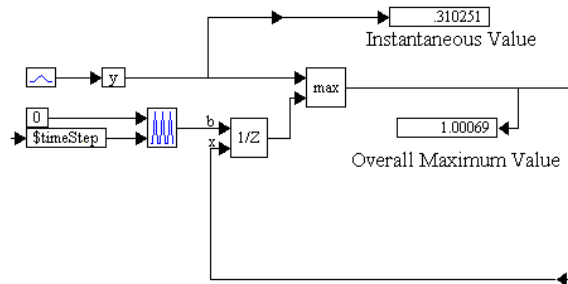 .310251
Instantaneous Value
y
max
0
$timeStep
b
x
1/Z
1.00069
Overall Maximum Value